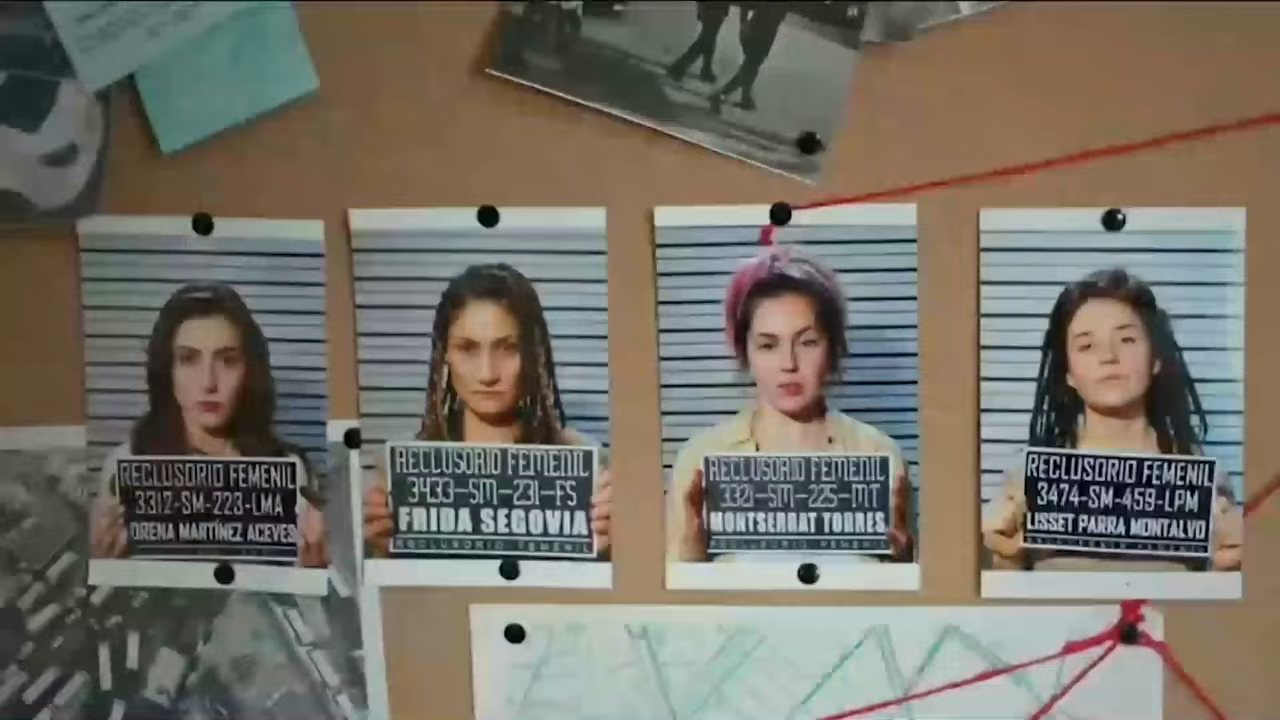 RECLUSORIO FEMENIL
3312-SM-223-LMA
ORENA MARTÍNEZ ACEVES
RECLUSORIO FEMENIL
3433-SM-231-FS
FRIDA SEGOVIA
RECLUSORIO FEMENIL
RECLUSORIO FEMENIL
3321-SM-225-MT
MONTSERRAT TORRES
RECLUSORIO FEMENIL
RECLUSORIO FEMENIL
3474-SM-459-LPM
LISSET PARRA MONTALVO